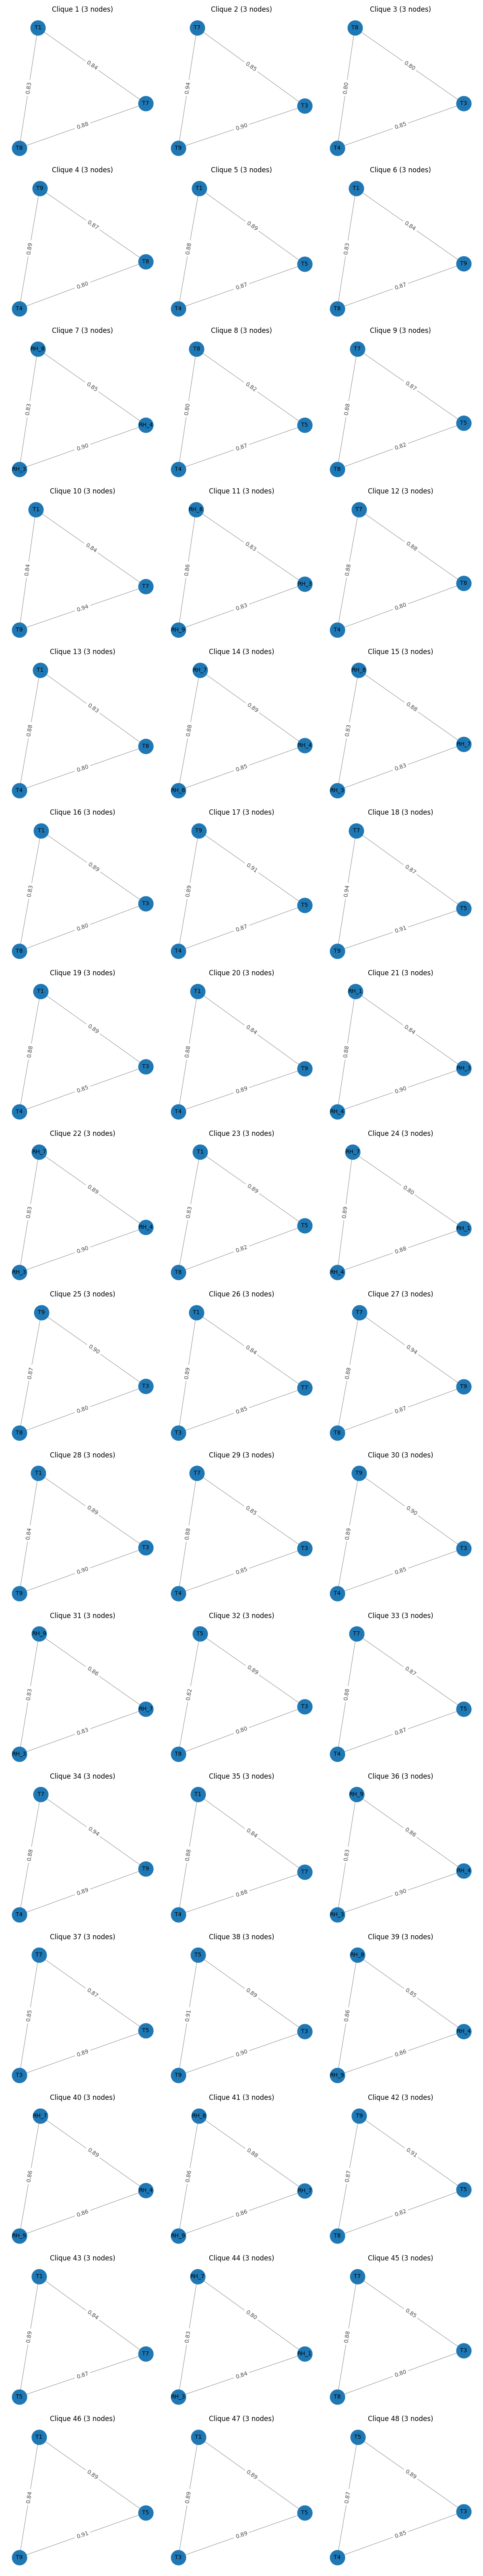 Clique 1 (3 nodes)
T1
0.84
0.83
T7
0.88
T8
Clique 2 (3 nodes)
T7
0.85
0.94
T3
0.90
T9
Clique 3 (3 nodes)
T8
0.80
0.80
T3
0.85
T4
Clique 4 (3 nodes)
T9
0.87
0.89
T8
0.80
T4
Clique 5 (3 nodes)
T1
0.89
0.88
T5
0.87
T4
Clique 6 (3 nodes)
T1
0.84
0.83
T9
0.87
T8
Clique 7 (3 nodes)
RH_8
0.85
0.83
RH_4
0.90
RH_3
Clique 8 (3 nodes)
T8
0.82
0.80
T5
0.87
T4
Clique 9 (3 nodes)
T7
0.87
0.88
T5
0.82
T8
Clique 10 (3 nodes)
T1
0.84
0.84
T7
0.94
T9
Clique 11 (3 nodes)
RH_8
0.83
0.86
RH_3
0.83
RH_9
Clique 12 (3 nodes)
T7
0.88
0.88
T8
0.80
T4
Clique 13 (3 nodes)
T1
0.83
0.88
T8
0.80
T4
Clique 14 (3 nodes)
RH_7
0.89
0.88
RH_4
0.85
RH_8
Clique 15 (3 nodes)
RH_8
0.88
0.83
RH_7
0.83
RH_3
Clique 16 (3 nodes)
T1
0.89
0.83
T3
0.80
T8
Clique 17 (3 nodes)
T9
0.91
0.89
T5
0.87
T4
Clique 18 (3 nodes)
T7
0.87
0.94
T5
0.91
T9
Clique 19 (3 nodes)
T1
0.89
0.88
T3
0.85
T4
Clique 20 (3 nodes)
T1
0.84
0.88
T9
0.89
T4
Clique 21 (3 nodes)
RH_1
0.84
0.88
RH_3
0.90
RH_4
Clique 22 (3 nodes)
RH_7
0.89
0.83
RH_4
0.90
RH_3
Clique 23 (3 nodes)
T1
0.89
0.83
T5
0.82
T8
Clique 24 (3 nodes)
RH_7
0.80
0.89
RH_1
0.88
RH_4
Clique 25 (3 nodes)
T9
0.90
0.87
T3
0.80
T8
Clique 26 (3 nodes)
T1
0.84
0.89
T7
0.85
T3
Clique 27 (3 nodes)
T7
0.94
0.88
T9
0.87
T8
Clique 28 (3 nodes)
T1
0.89
0.84
T3
0.90
T9
Clique 29 (3 nodes)
T7
0.85
0.88
T3
0.85
T4
Clique 30 (3 nodes)
T9
0.90
0.89
T3
0.85
T4
Clique 31 (3 nodes)
RH_9
0.86
0.83
RH_7
0.83
RH_3
Clique 32 (3 nodes)
T5
0.89
0.82
T3
0.80
T8
Clique 33 (3 nodes)
T7
0.87
0.88
T5
0.87
T4
Clique 34 (3 nodes)
T7
0.94
0.88
T9
0.89
T4
Clique 35 (3 nodes)
T1
0.84
0.88
T7
0.88
T4
Clique 36 (3 nodes)
RH_9
0.86
0.83
RH_4
0.90
RH_3
Clique 37 (3 nodes)
T7
0.87
0.85
T5
0.89
T3
Clique 38 (3 nodes)
T5
0.89
0.91
T3
0.90
T9
Clique 39 (3 nodes)
RH_8
0.85
0.86
RH_4
0.86
RH_9
Clique 40 (3 nodes)
RH_7
0.89
0.86
RH_4
0.86
RH_9
Clique 41 (3 nodes)
RH_8
0.88
0.86
RH_7
0.86
RH_9
Clique 42 (3 nodes)
T9
0.91
0.87
T5
0.82
T8
Clique 43 (3 nodes)
T1
0.84
0.89
T7
0.87
T5
Clique 44 (3 nodes)
RH_7
0.80
0.83
RH_1
0.84
RH_3
Clique 45 (3 nodes)
T7
0.85
0.88
T3
0.80
T8
Clique 46 (3 nodes)
T1
0.89
0.84
T5
0.91
T9
Clique 47 (3 nodes)
T1
0.89
0.89
T5
0.89
T3
Clique 48 (3 nodes)
T5
0.89
0.87
T3
0.85
T4